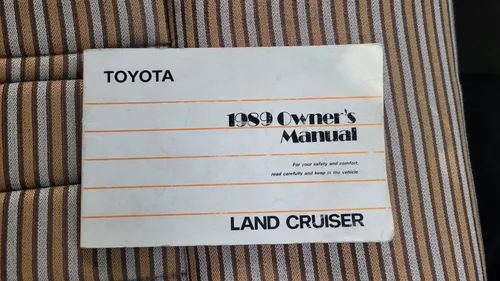 TOYOTA
1989 Owner's
Manual
For your safety and comfort,
read carefully and keep in the vehicle.
LAND CRUISER